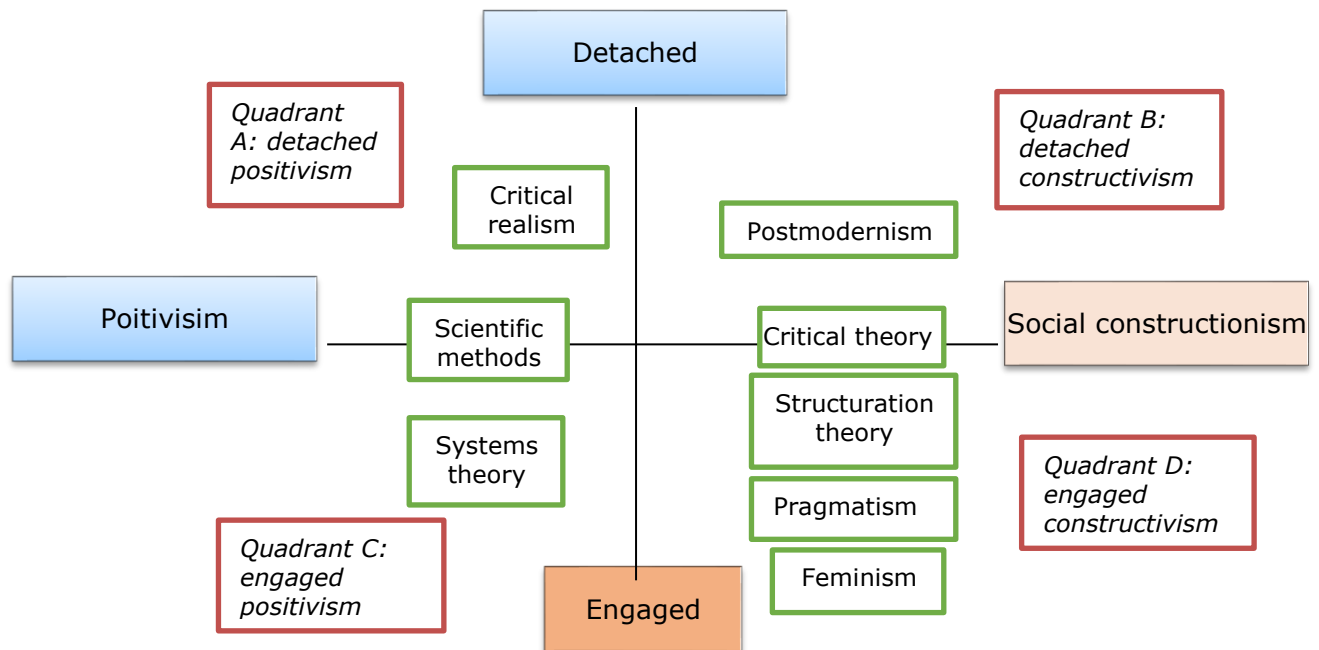 Detached
Quadrant
A: detached
positivism
Quadrant B:
detached
constructivism
Critical
realism
Postmodernism
Poitivisim
Scientific
methods
Critical theory
Social constructionism
Structuration
theory
Systems
theory
Quadrant D:
engaged
constructivism
Pragmatism
Quadrant C:
engaged
positivism
Feminism
Engaged